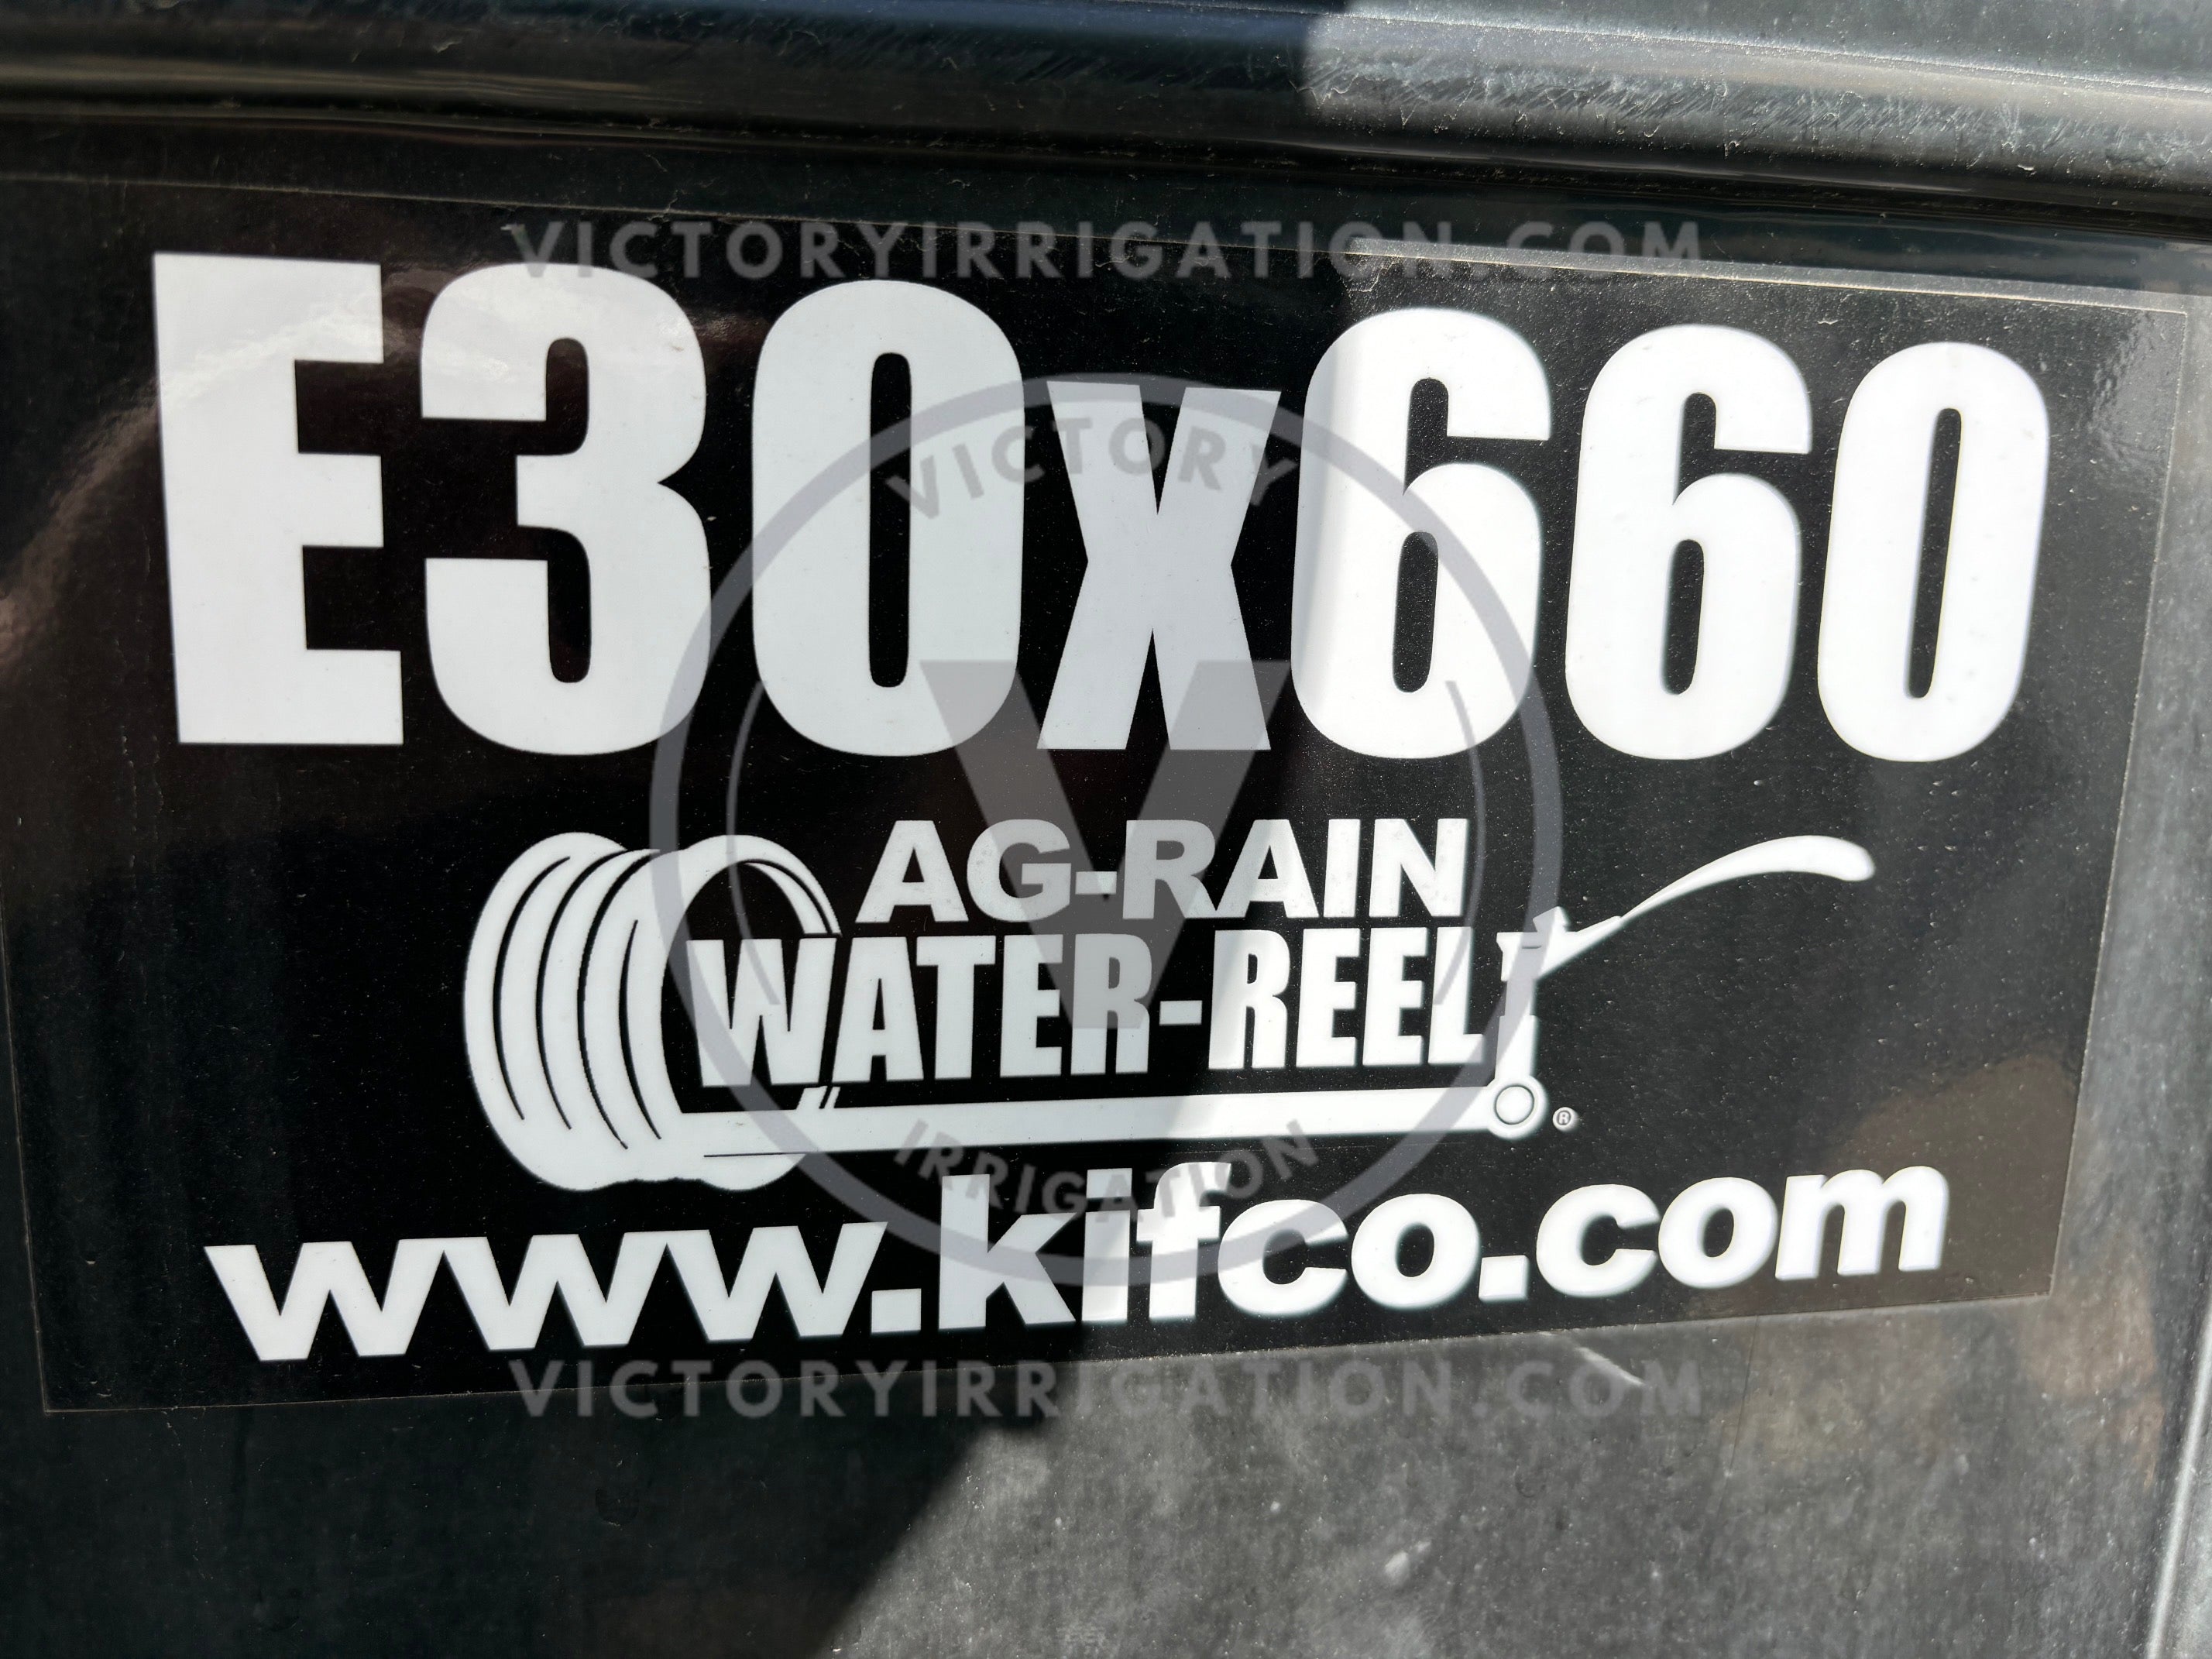 VICTORYIRRIGATION.COM
E30x660
VICTORY
V
AG-RAIN
WATER-REEL
®
IRRIGATION
www.kifco.com
VICTORYIRRIGATION.COM